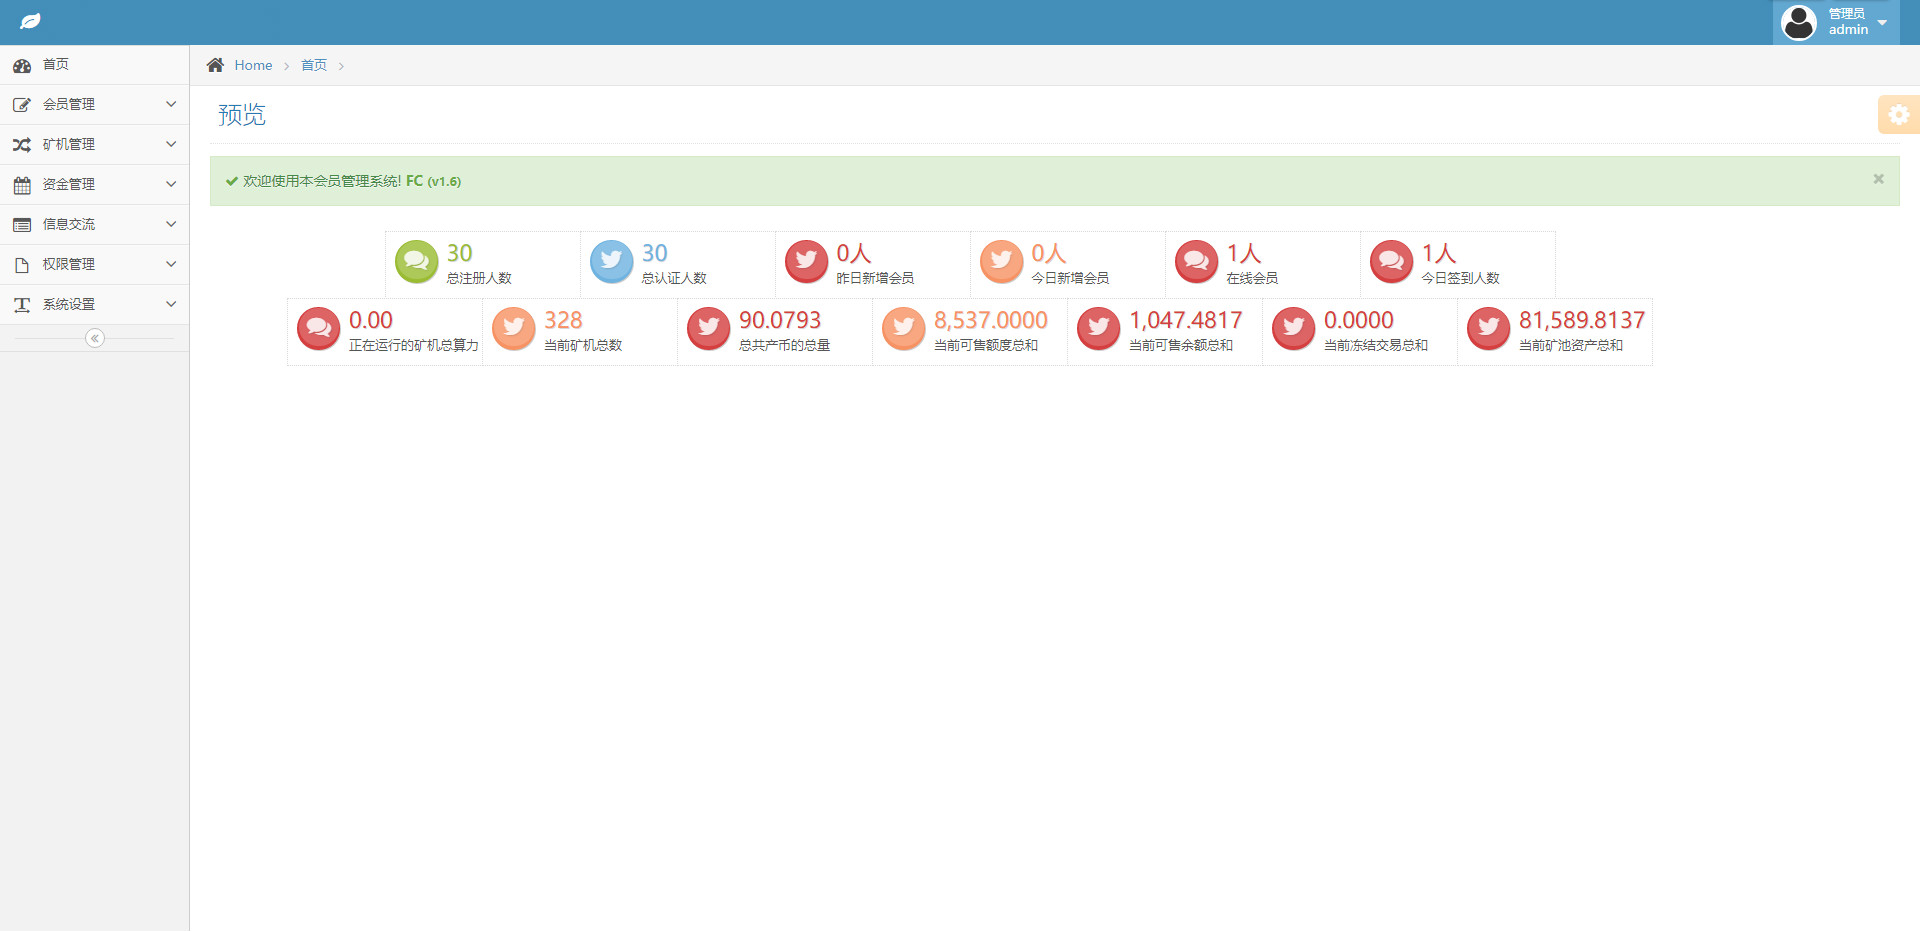 管理员
admin
首页
会员管理
矿机管理
资金管理
信息交流
权限管理
系统设置
Home
首页
预览
欢迎使用本会员管理系统! FC (v1.6)
30
总注册人数
30
总认证人数
0人
昨日新增会员
0人
今日新增会员
1人
在线会员
1人
今日签到人数
0.00
正在运行的矿机总算力
328
当前矿机总数
90.0793
总共产币的总量
8,537.0000
当前可售额度总和
1,047.4817
当前可售余额总和
0.0000
当前冻结交易总和
81,589.8137
当前矿池资产总和